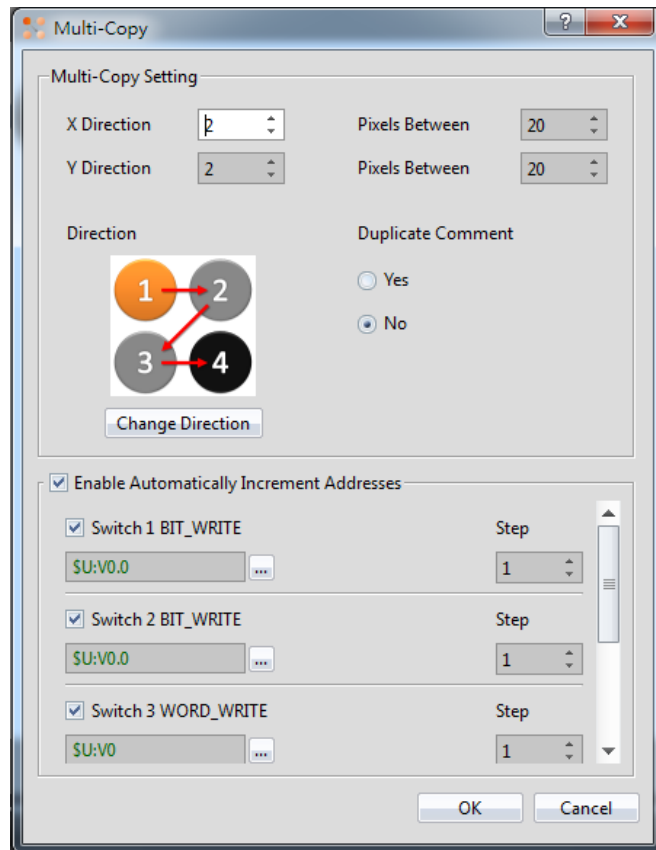 Multi-Copy
Multi-Copy Setting
X Direction 2 Pixels Between 20
Y Direction 2 Pixels Between 20
Direction Duplicate Comment
1 2
3 4
Yes
No
Change Direction
Enable Automatically Increment Addresses
Switch 1 BIT_WRITE Step
$U:V0.0 ... 1
Switch 2 BIT_WRITE Step
$U:V0.0 ... 1
Switch 3 WORD_WRITE Step
$U:V0 ... 1
OK Cancel